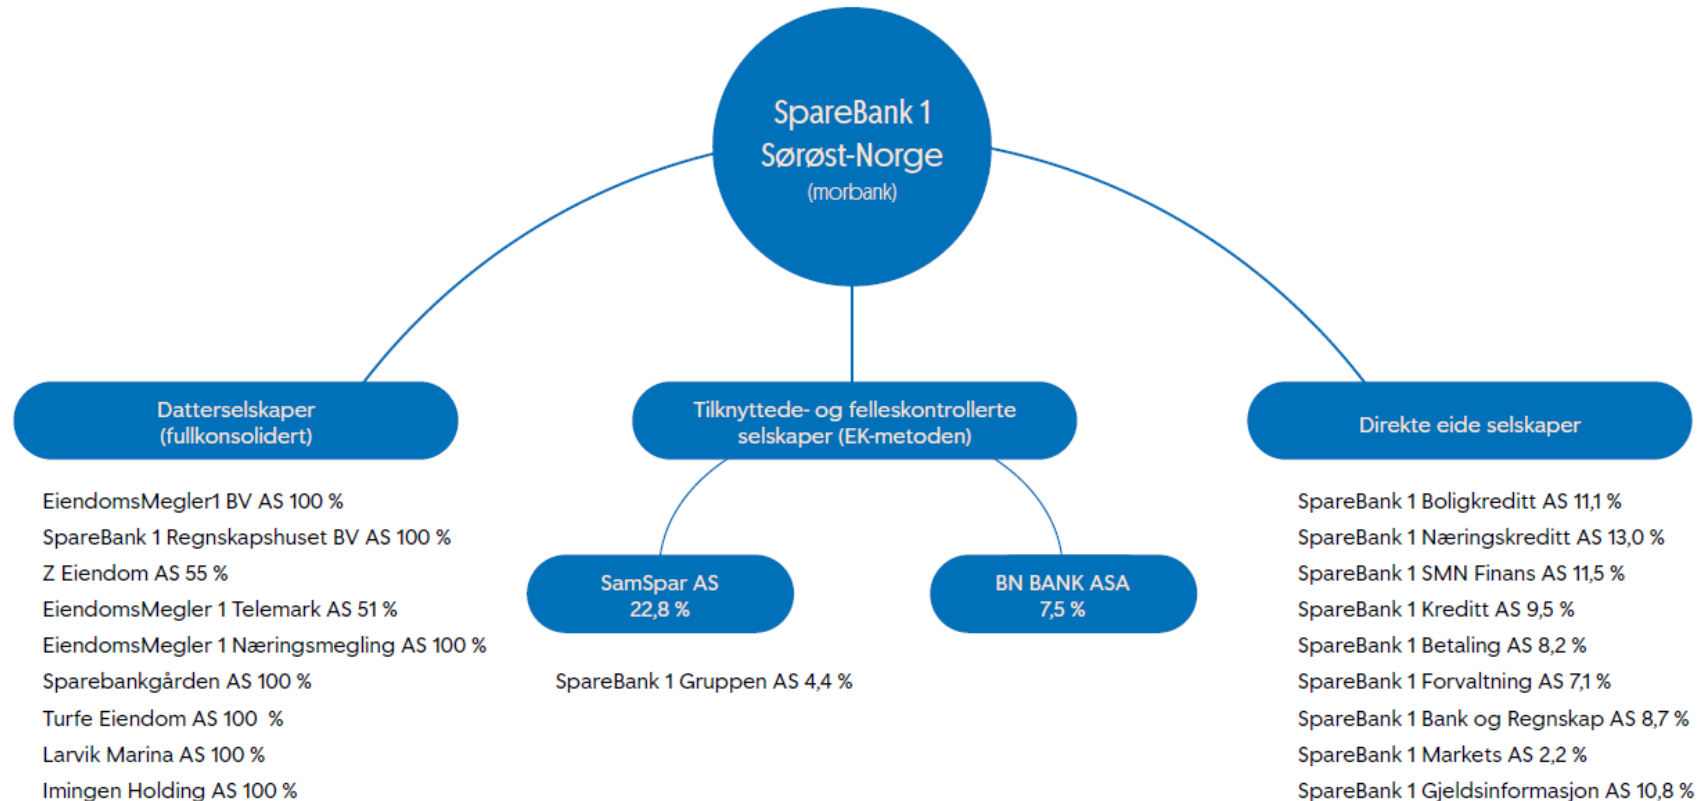 SpareBank 1
Sørøst-Norge
(morbank)
Datterselskaper
(fullkonsolidert)
EiendomsMegler1 BV AS 100 %
SpareBank 1 Regnskapshuset BV AS 100 %
Z Eiendom AS 55 %
EiendomsMegler 1 Telemark AS 51 %
EiendomsMegler 1 Næringsmegling AS 100 %
Sparebankgården AS 100 %
Turfe Eiendom AS 100 %
Larvik Marina AS 100 %
Imingen Holding AS 100 %
Tilknyttede- og felleskontrollerte
selskaper (EK-metoden)
SamSpar AS
22,8 %
SpareBank 1 Gruppen AS 4,4 %
BN BANK ASA
7,5 %
Direkte eide selskaper
SpareBank 1 Boligkreditt AS 11,1 %
SpareBank 1 Næringskreditt AS 13,0 %
SpareBank 1 SMN Finans AS 11,5 %
SpareBank 1 Kreditt AS 9,5 %
SpareBank 1 Betaling AS 8,2 %
SpareBank 1 Forvaltning AS 7,1 %
SpareBank 1 Bank og Regnskap AS 8,7 %
SpareBank 1 Markets AS 2,2 %
SpareBank 1 Gjeldsinformasjon AS 10,8 %